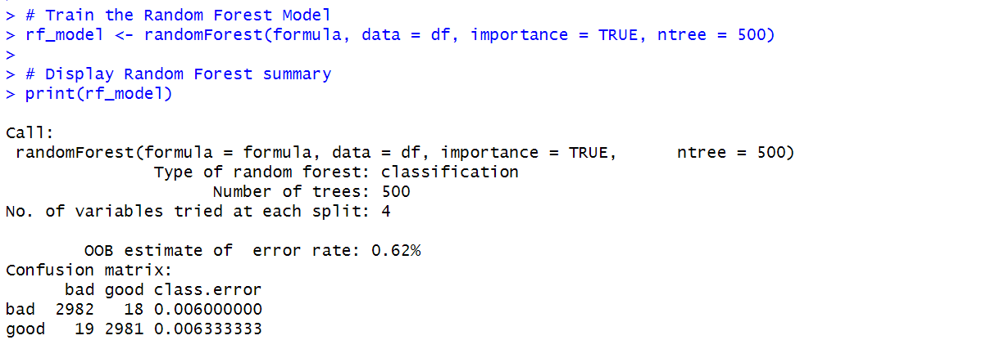 > # Train the Random Forest Model
> rf_model <- randomForest(formula, data = df, importance = TRUE, ntree = 500)
>
> # Display Random Forest summary
> print(rf_model)

Call:
 randomForest(formula = formula, data = df, importance = TRUE,      ntree = 500)
               Type of random forest: classification
                     Number of trees: 500
No. of variables tried at each split: 4

        OOB estimate of  error rate: 0.62%
Confusion matrix:
      bad good class.error
bad  2982   18 0.006000000
good   19 2981 0.006333333